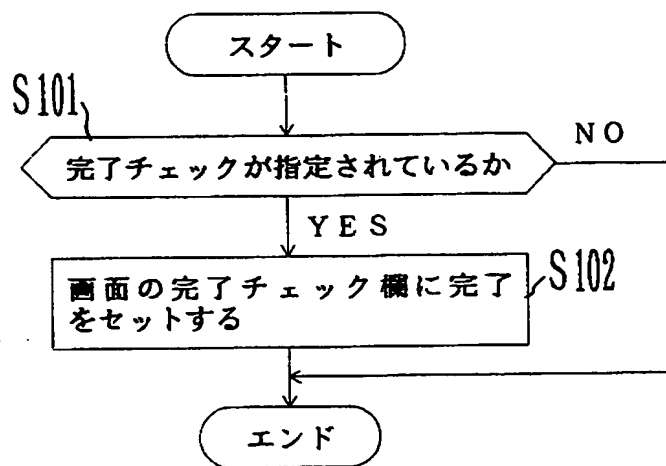 スタート
S101
完了チェックが指定されているか
NO
YES
画面の完了チェック欄に完了
をセットする
S102
エンド